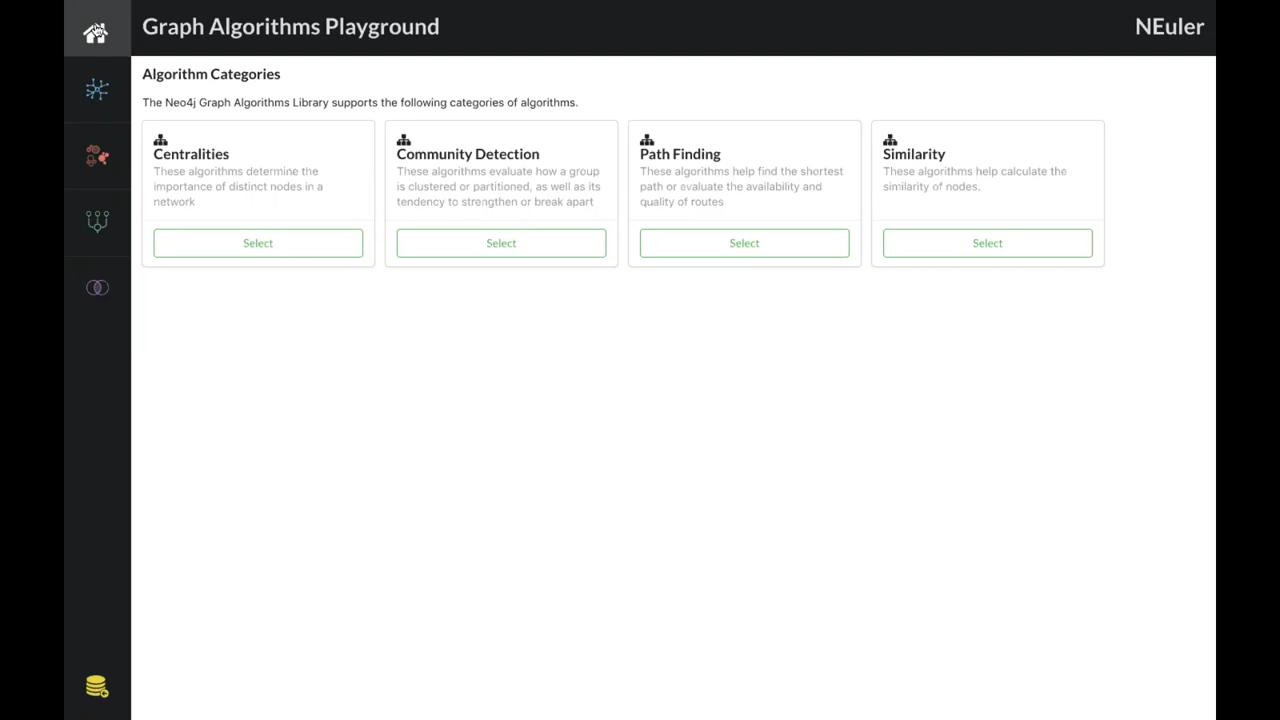 Graph Algorithms Playground
NEuler
Algorithm Categories
The Neo4j Graph Algorithms Library supports the following categories of algorithms.
Centralities
These algorithms determine the
importance of distinct nodes in a
network
Select
Community Detection
These algorithms evaluate how a group
is clustered or partitioned, as well as its
tendency to strengthen or break apart
Select
Path Finding
These algorithms help find the shortest
path or evaluate the availability and
quality of routes
Select
Similarity
These algorithms help calculate the
similarity of nodes.
Select